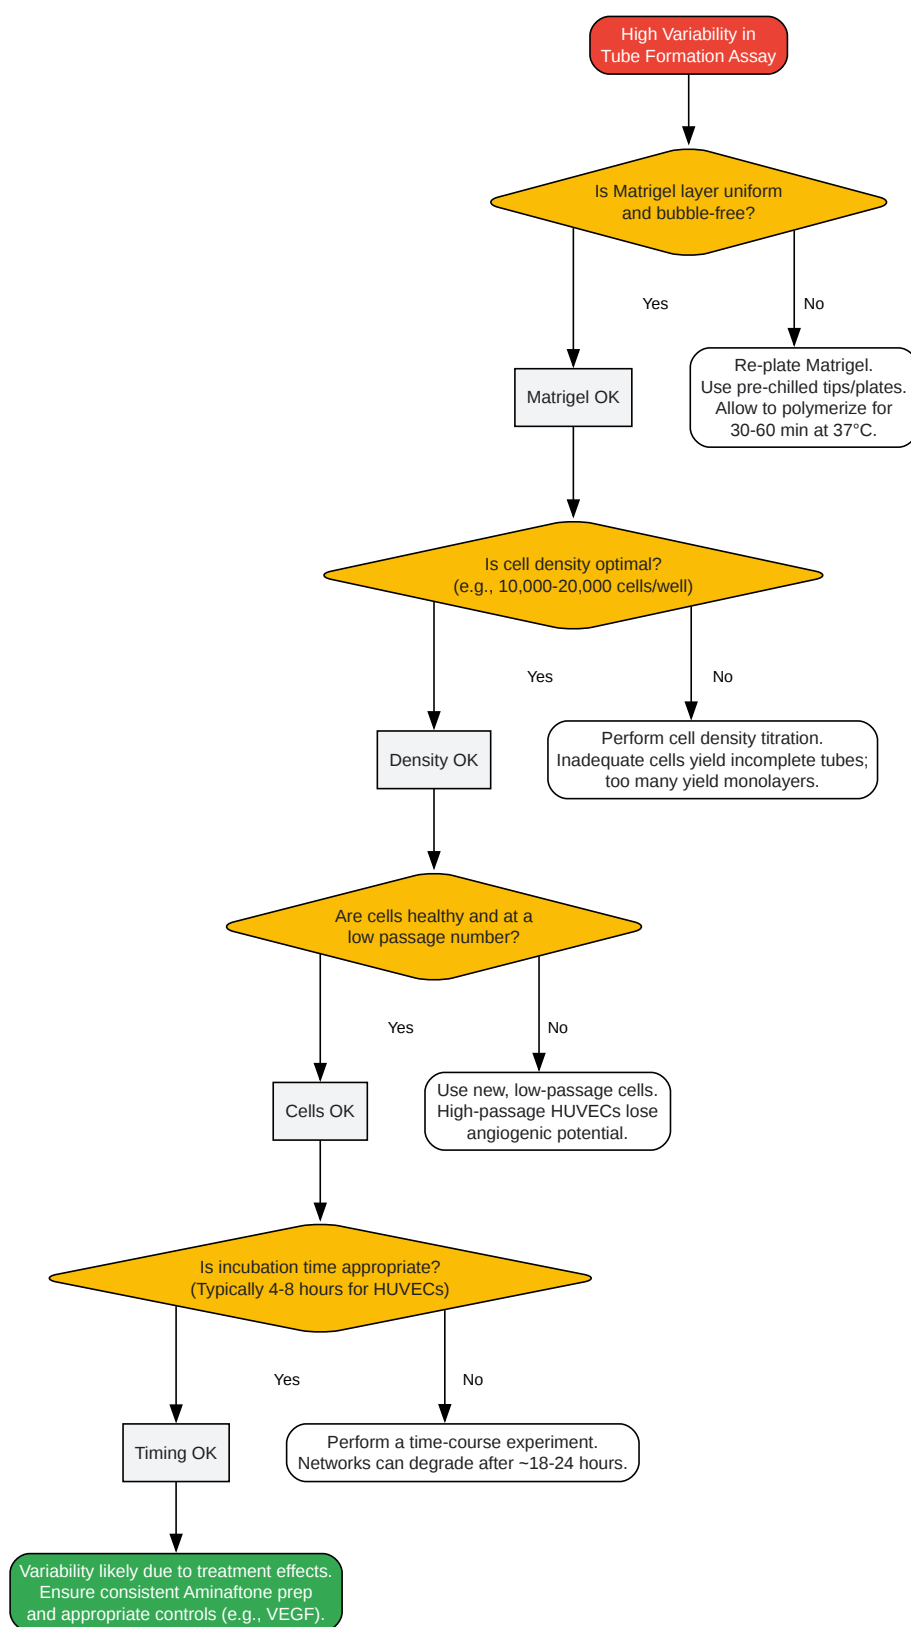 High Variability in
Tube Formation Assay
Is Matrigel layer uniform
and bubble-free?
Yes
No
Matrigel OK
Re-plate Matrigel.
Use pre-chilled tips/plates.
Allow to polymerize for
30-60 min at 37°C.
Is cell density optimal?
(e.g., 10,000-20,000 cells/well)
Yes
No
Density OK
Perform cell density titration.
Inadequate cells yield incomplete tubes;
too many yield monolayers.
Are cells healthy and at a
low passage number?
Yes
No
Cells OK
Use new, low-passage cells.
High-passage HUVECs lose
angiogenic potential.
Is incubation time appropriate?
(Typically 4-8 hours for HUVECs)
Yes
No
Timing OK
Perform a time-course experiment.
Networks can degrade after ~18-24 hours.
Variability likely due to treatment effects.
Ensure consistent Aminaftone prep
and appropriate controls (e.g., VEGF).